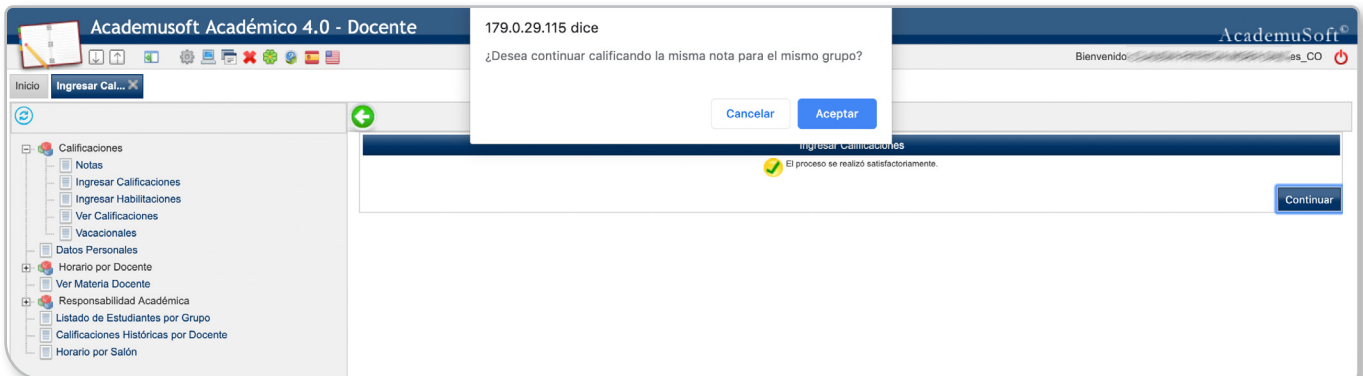 Academusoft Académico 4.0 - Docente
AcademuSoft©
179.0.29.115 dice
¿Desea continuar calificando la misma nota para el mismo grupo?
Cancelar
Aceptar
Bienvenido
es_CO
Inicio
Ingresar Cal...
Calificaciones
Notas
Ingresar Calificaciones
Ingresar Habilitaciones
Ver Calificaciones
Vacacionales
Datos Personales
Horario por Docente
Ver Materia Docente
Responsabilidad Académica
Listado de Estudiantes por Grupo
Calificaciones Históricas por Docente
Horario por Salón
Ingresar Calificaciones
El proceso se realizó satisfactoriamente.
Continuar